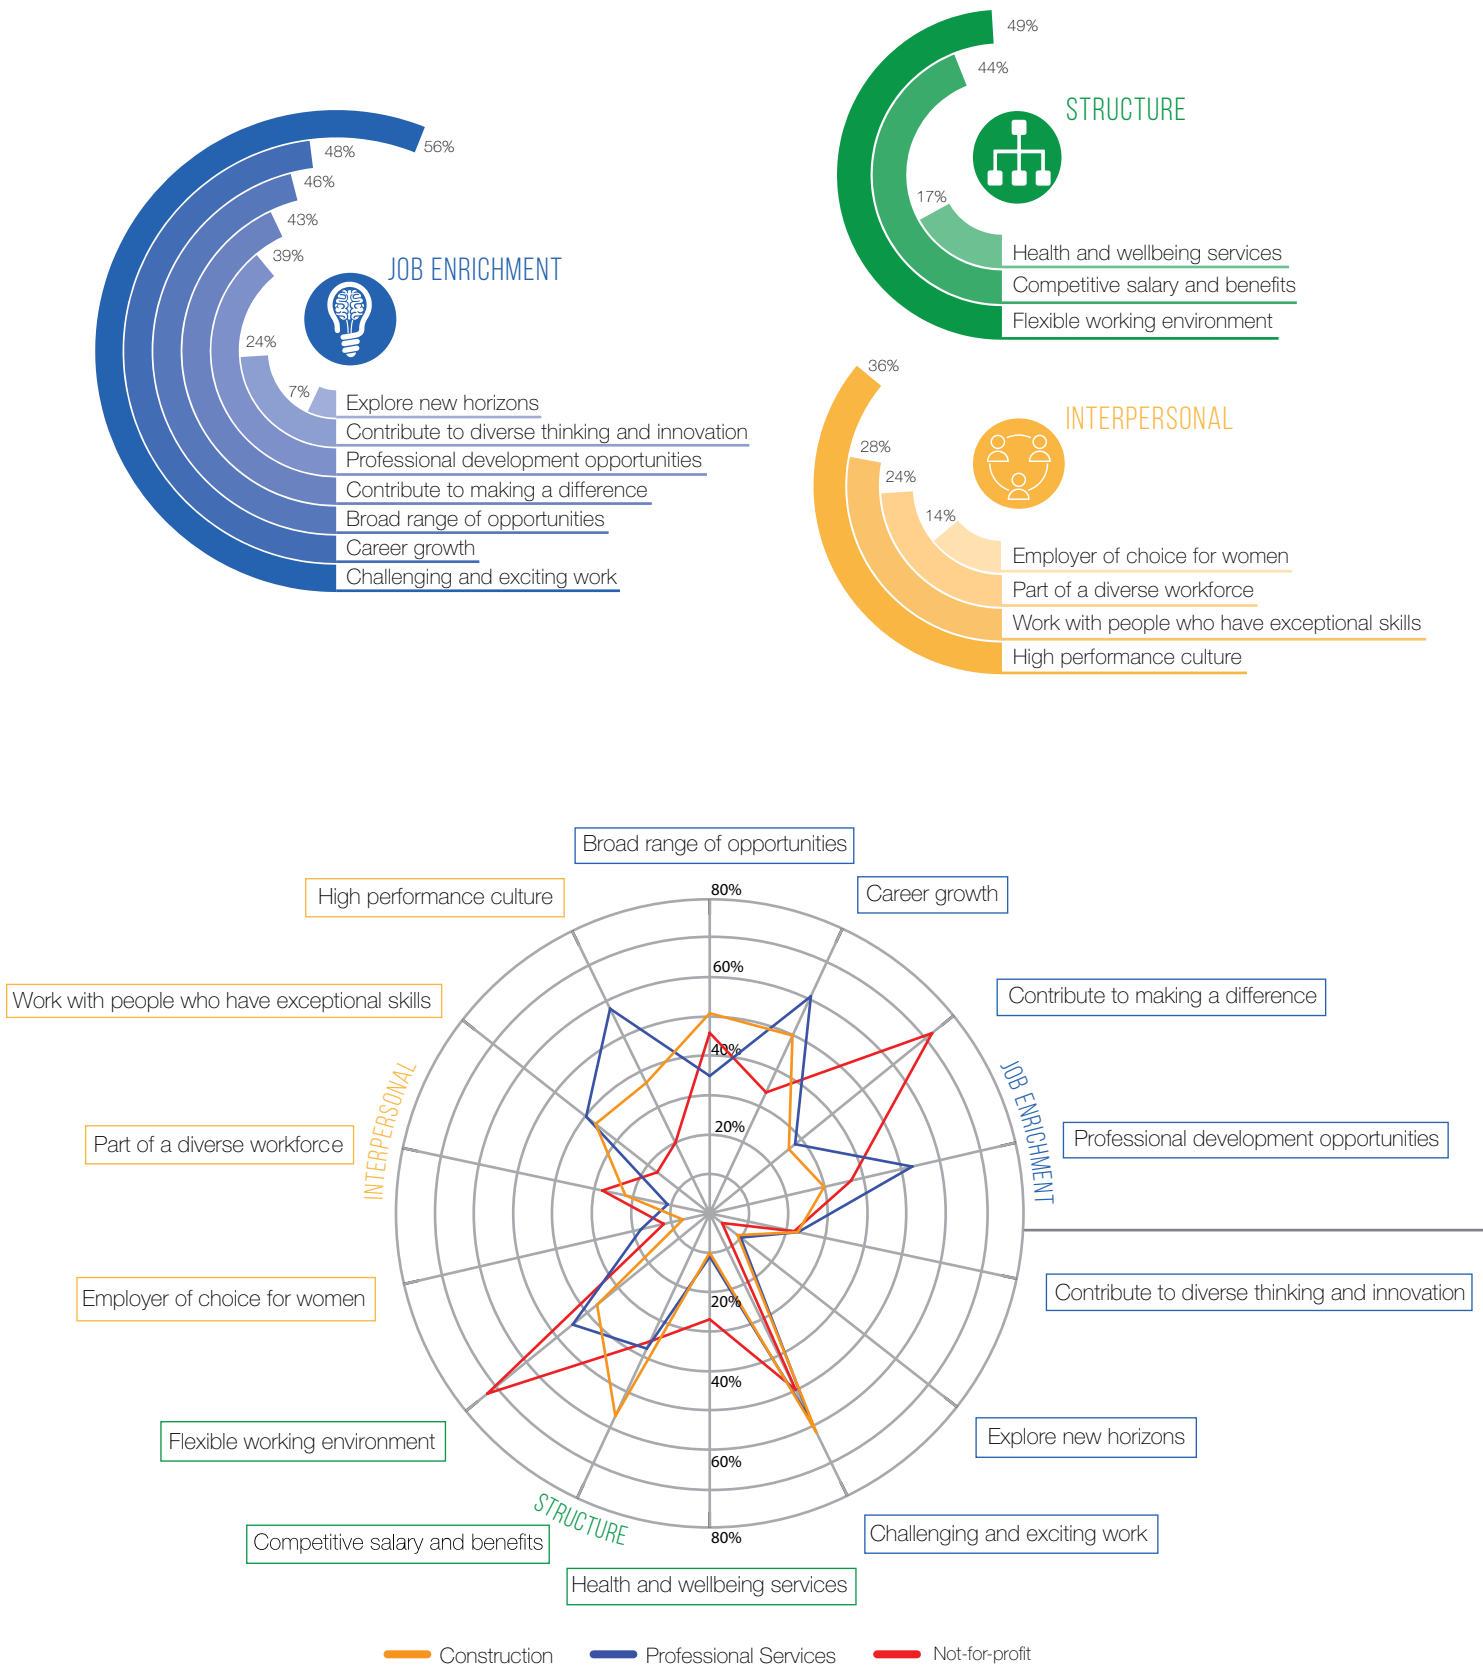 56%
48%
46%
43%
39%
24%
7%
JOB ENRICHMENT
Explore new horizons
Contribute to diverse thinking and innovation
Professional development opportunities
Contribute to making a difference
Broad range of opportunities
Career growth
Challenging and exciting work
49%
44%
17%
STRUCTURE
Health and wellbeing services
Competitive salary and benefits
Flexible working environment
36%
28%
24%
14%
INTERPERSONAL
Employer of choice for women
Part of a diverse workforce
Work with people who have exceptional skills
High performance culture
Broad range of opportunities
High performance culture
Career growth
Work with people who have exceptional skills
Contribute to making a difference
Part of a diverse workforce
Professional development opportunities
Employer of choice for women
Contribute to diverse thinking and innovation
Flexible working environment
Explore new horizons
Competitive salary and benefits
Challenging and exciting work
Health and wellbeing services
INTERPERSONAL
JOB ENRICHMENT
STRUCTURE
80%
60%
40%
20%
20%
40%
60%
80%
Construction
Professional Services
Not-for-profit